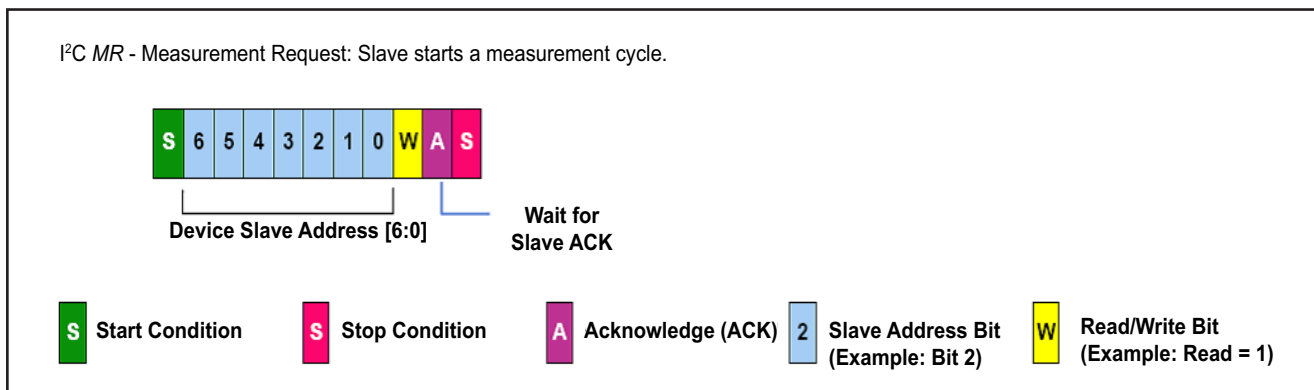 I²C MR - Measurement Request: Slave starts a measurement cycle.
S 6 5 4 3 2 1 0 W A S
Device Slave Address [6:0]
Wait for
Slave ACK
S Start Condition
S Stop Condition
A Acknowledge (ACK)
2 Slave Address Bit
(Example: Bit 2)
W Read/Write Bit
(Example: Read = 1)